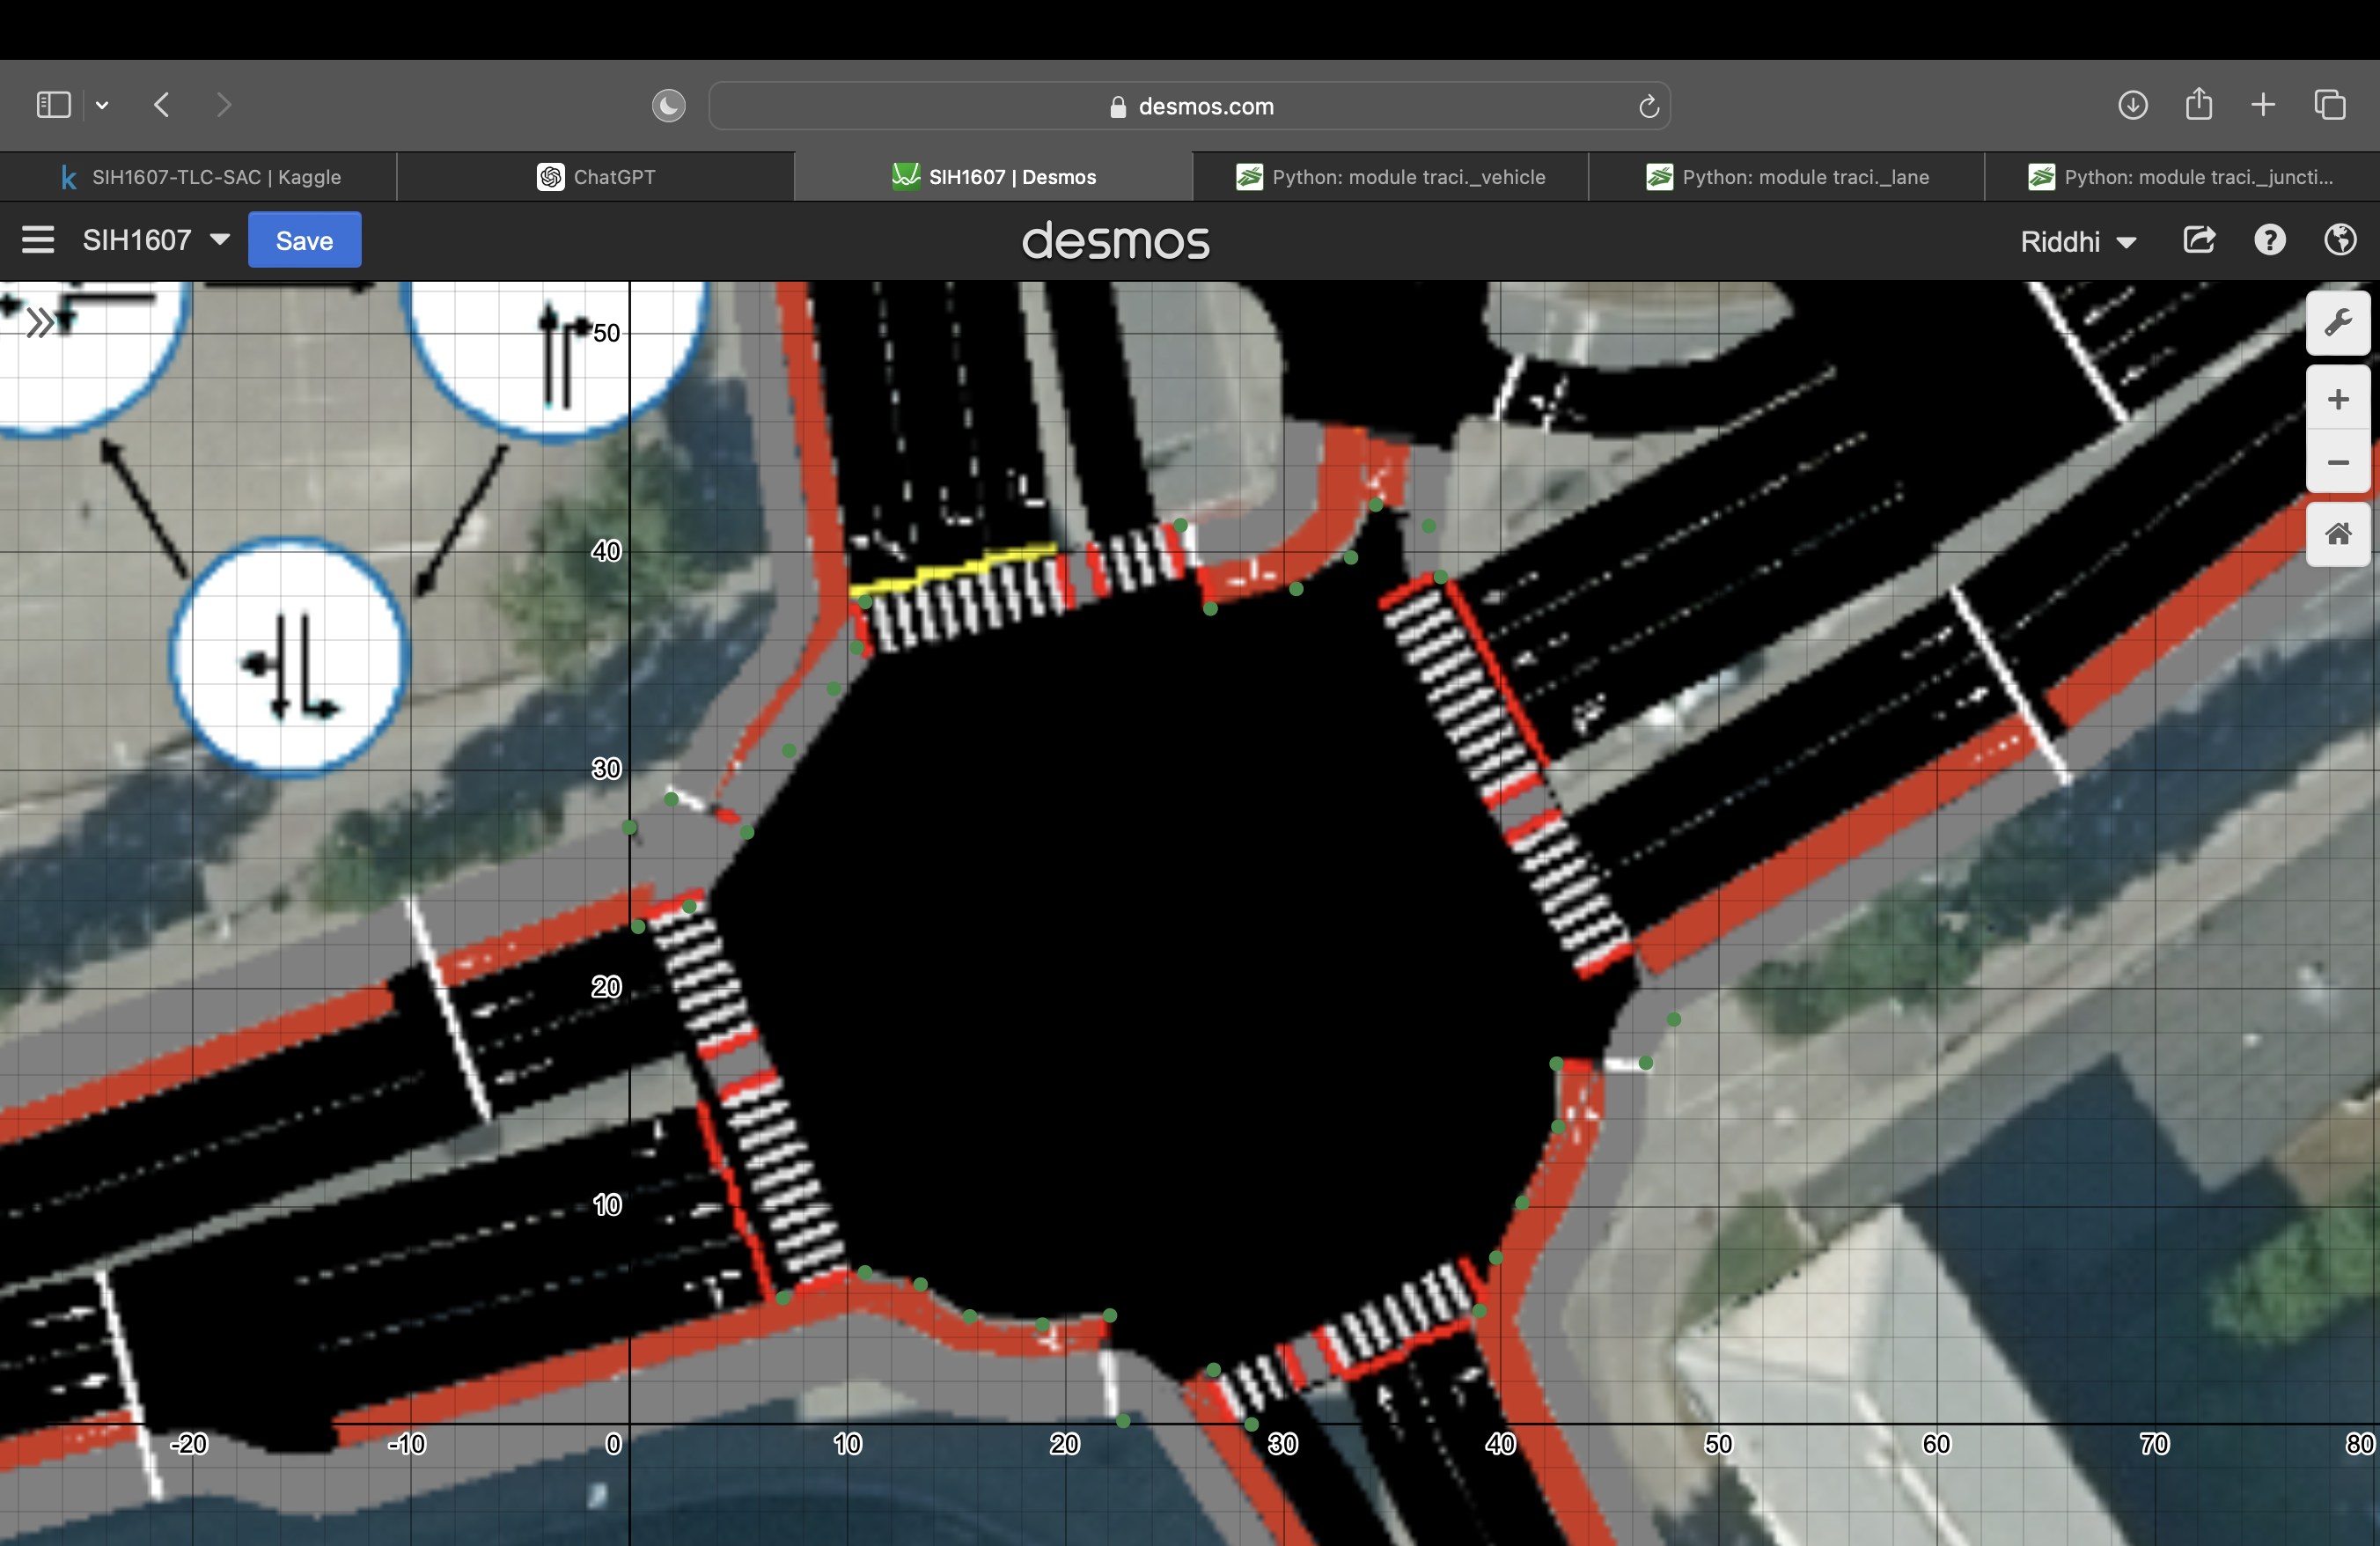 desmos.com
SIH1607-TLC-SAC | Kaggle
ChatGPT
SIH1607 | Desmos
Python: module traci._vehicle
Python: module traci._lane
Python: module traci._juncti...
SIH1607
Save
desmos
Riddhi
50
40
30
20
10
-20
-10
0
10
20
30
40
50
60
70
80